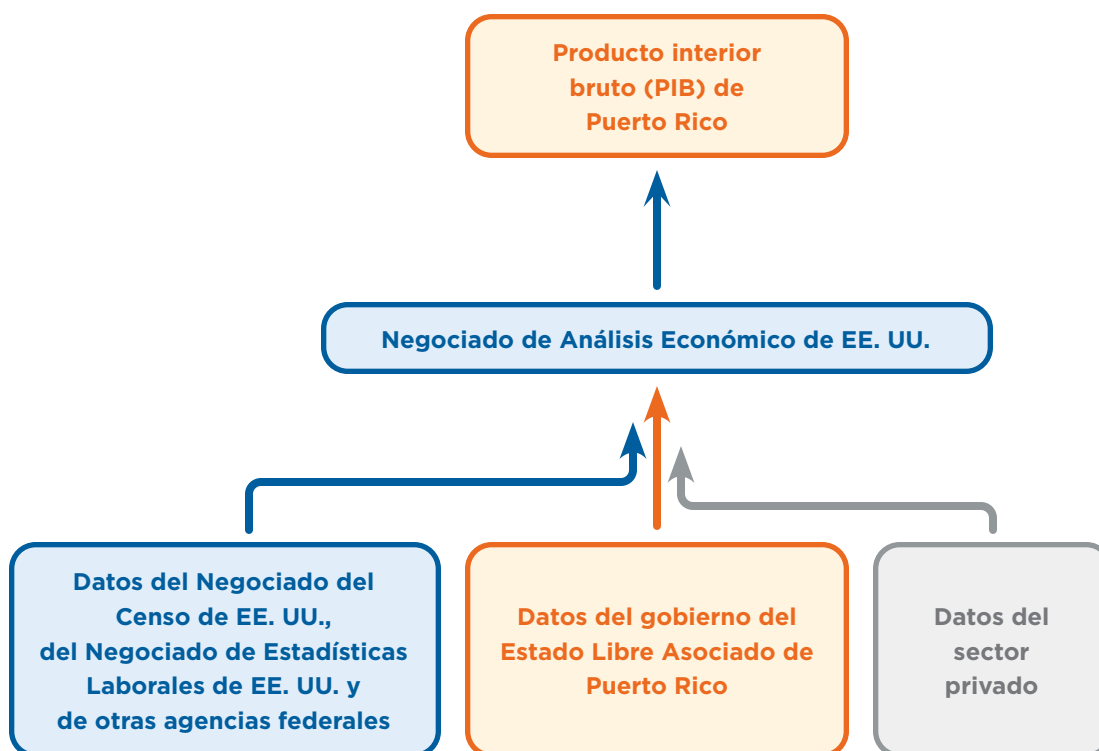 Producto interior
bruto (PIB) de
Puerto Rico
Negociado de Análisis Económico de EE. UU.
Datos del Negociado del
Censo de EE. UU.,
del Negociado de Estadísticas
Laborales de EE. UU. y
de otras agencias federales
Datos del gobierno del
Estado Libre Asociado de
Puerto Rico
Datos del
sector
privado